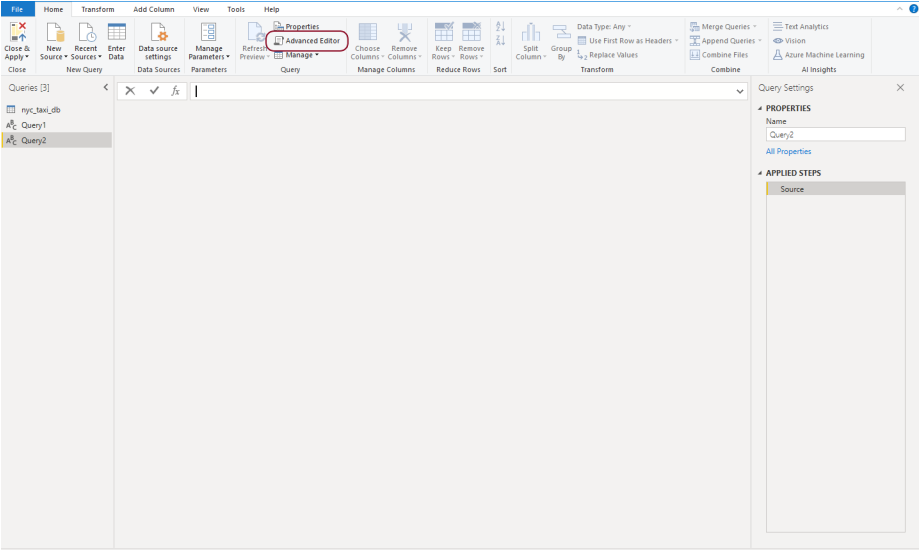 File Home Transform Add Column View Tools Help
Close & Apply
New Source
Recent Sources
Enter Data
Data source settings
Manage Parameters
Refresh Preview
Properties
Advanced Editor
Manage
Choose Columns
Remove Columns
Keep Rows
Remove Rows
Split Column
Group By
Data Type: Any
Use First Row as Headers
Replace Values
Merge Queries
Append Queries
Combine Files
Text Analytics
Vision
Azure Machine Learning
Close New Query Data Sources Parameters Query Manage Columns Reduce Rows Sort Transform Combine AI Insights
Queries [3]
nyc_taxi_db
Query1
Query2
fx
Query Settings
PROPERTIES
Name
Query2
All Properties
APPLIED STEPS
Source